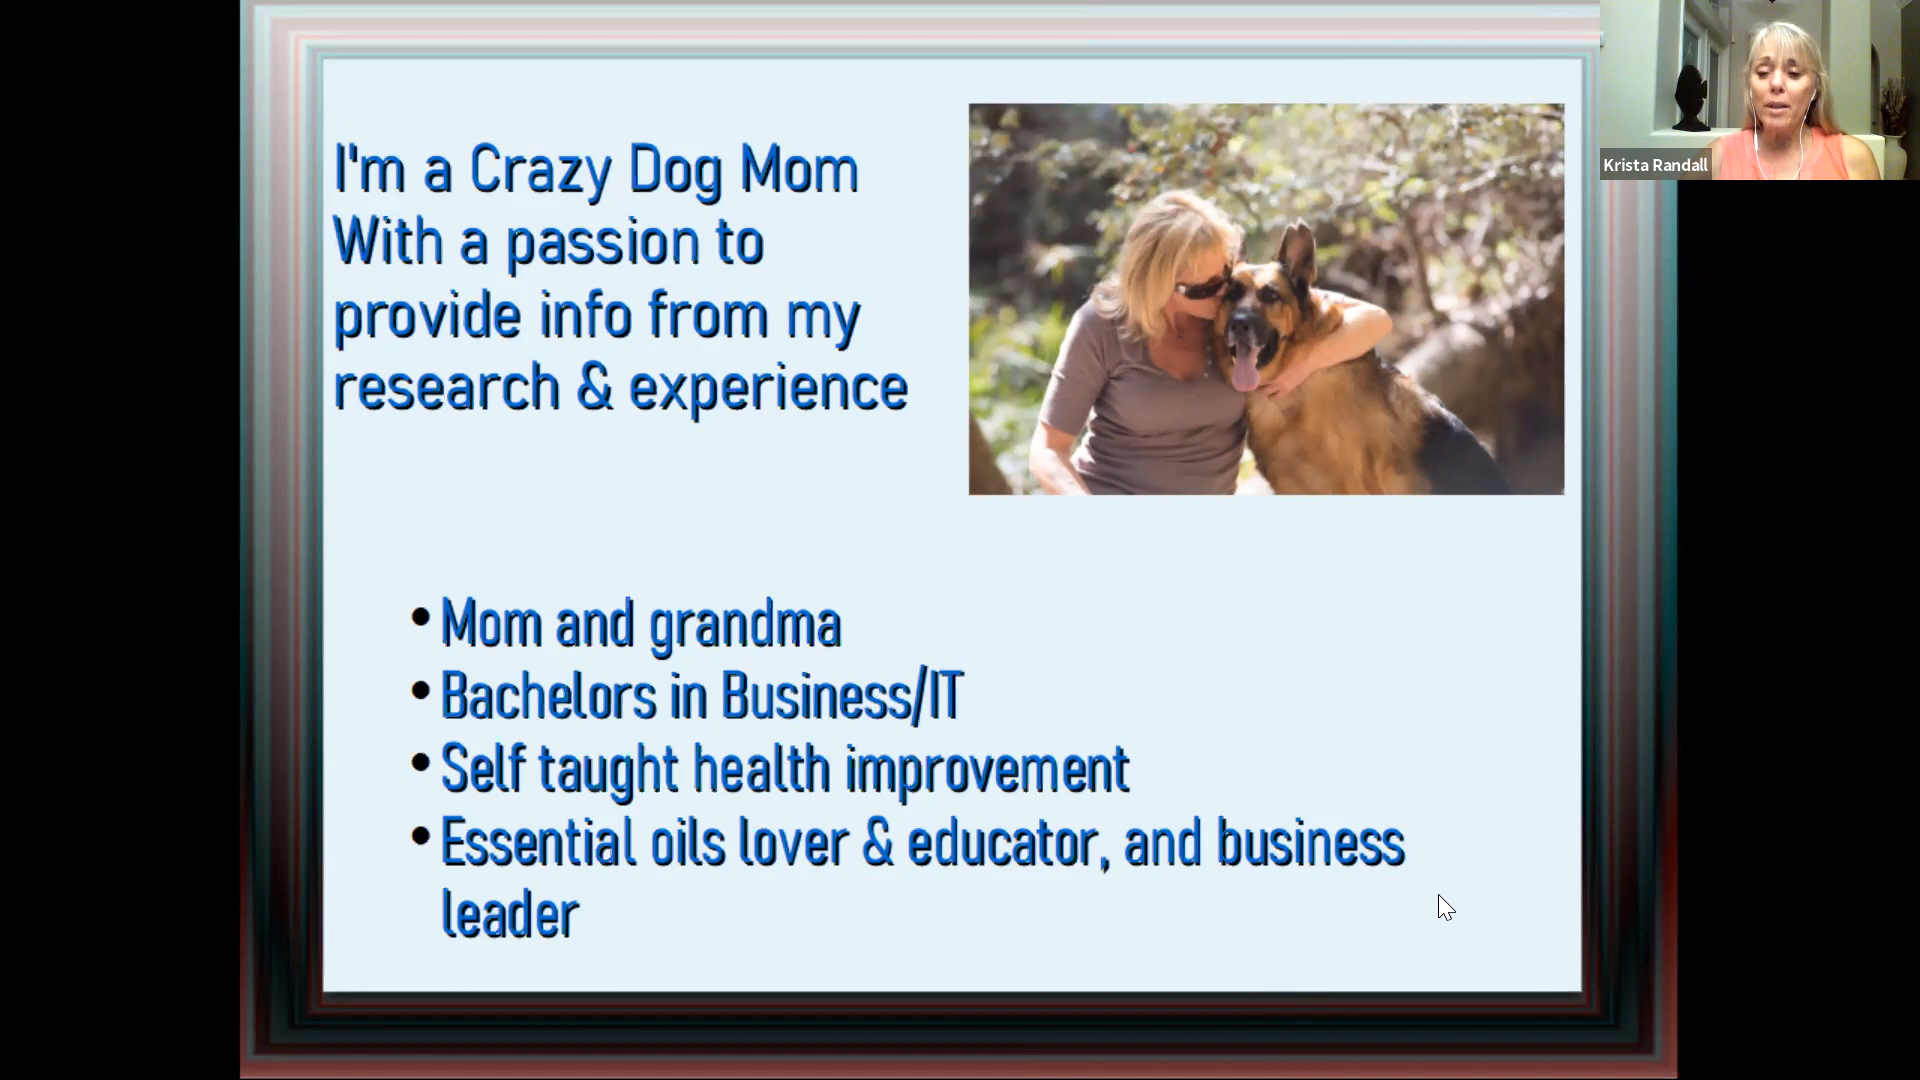 I'm a Crazy Dog Mom
With a passion to
provide info from my
research & experience
Krista Randall
• Mom and grandma
• Bachelors in Business/IT
• Self taught health improvement
• Essential oils lover & educator, and business
leader